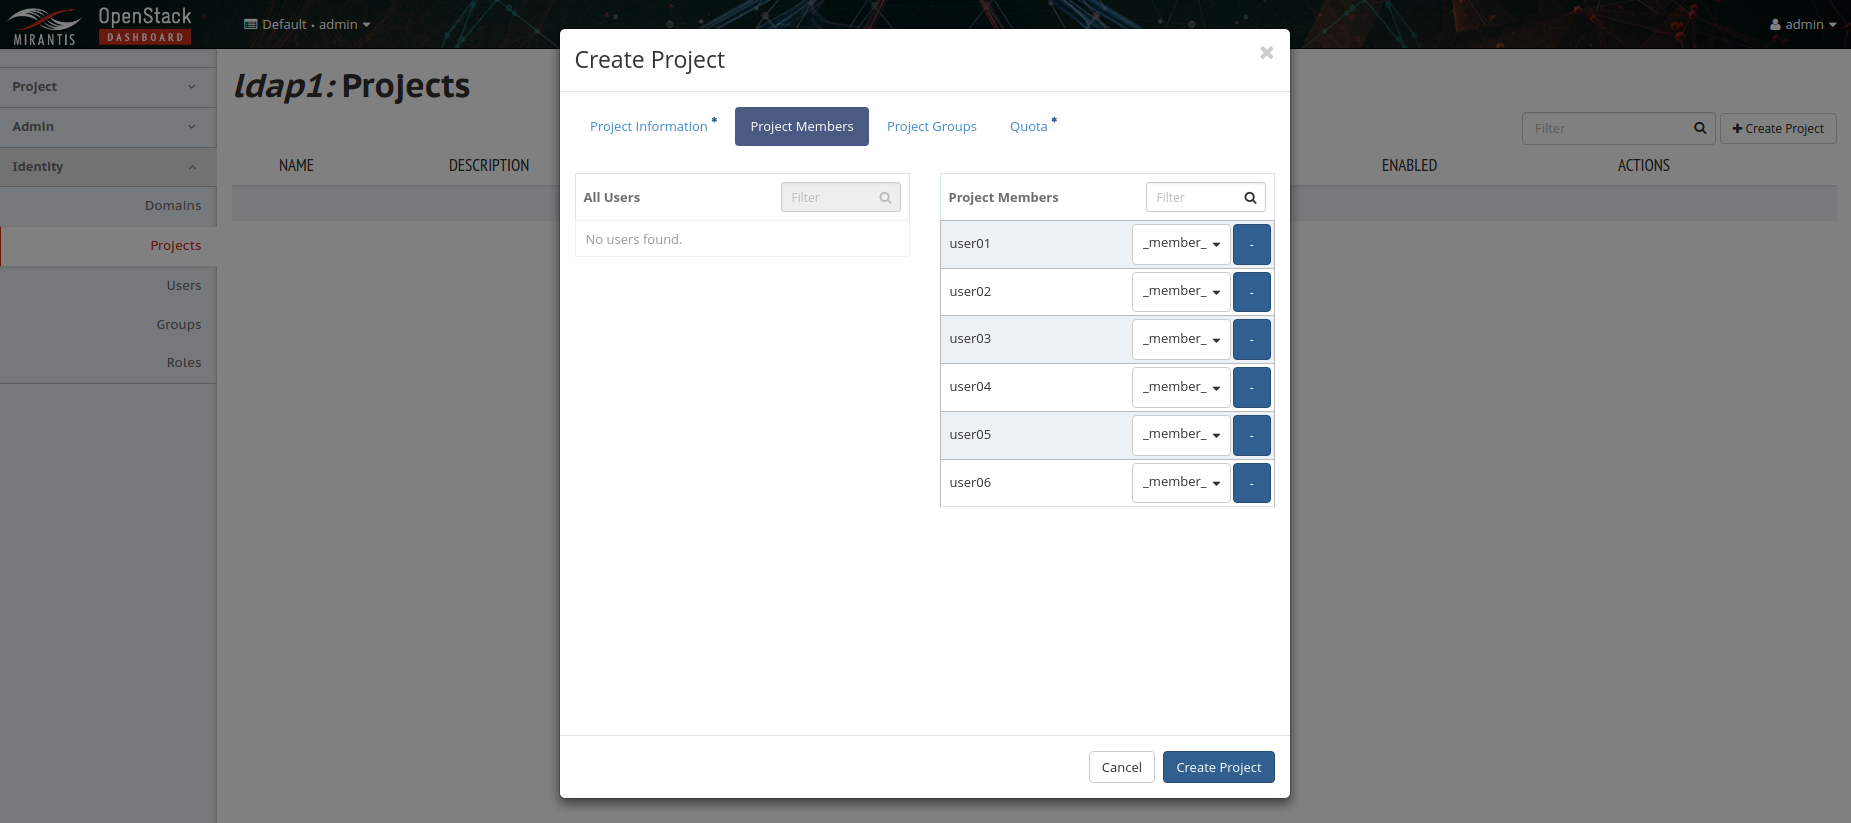 MIRANTIS
OpenStack
DASHBOARD
Default • admin
admin
Project
Admin
Identity
Domains
Projects
Users
Groups
Roles
ldap1: Projects
Filter
Create Project
NAME
DESCRIPTION
ENABLED
ACTIONS
Create Project
Project Information *
Project Members
Project Groups
Quota *
All Users
Filter
No users found.
Project Members
Filter
user01 _member_ -
user02 _member_ -
user03 _member_ -
user04 _member_ -
user05 _member_ -
user06 _member_ -
Cancel
Create Project